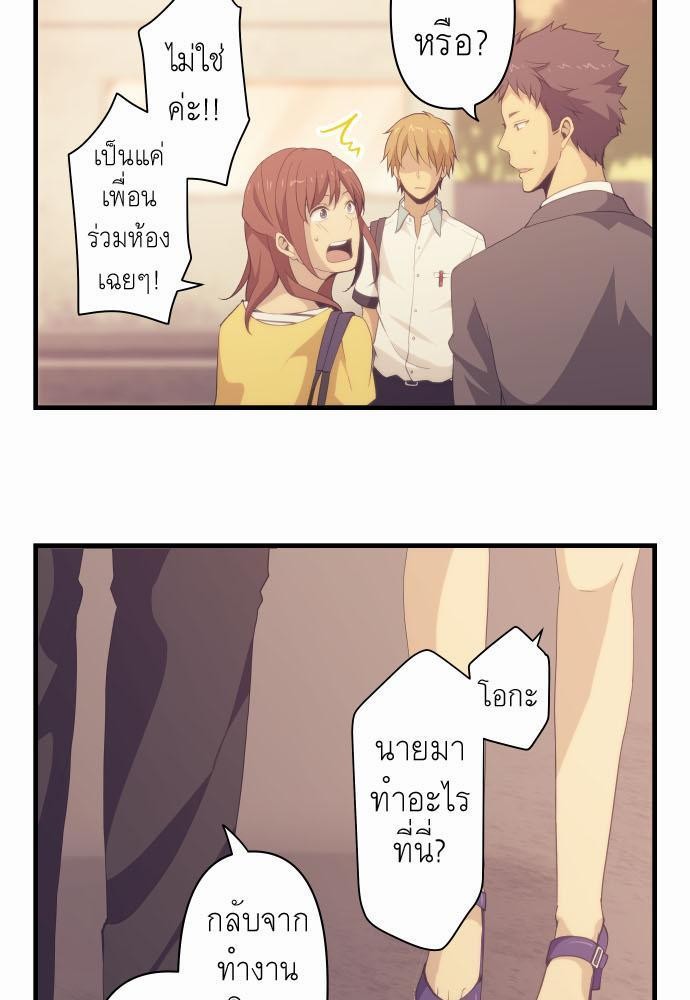 หรือ?
ไม่ใช่
ค่ะ!!
เป็นแค่
เพื่อน
ร่วมห้อง
เฉยๆ!
โอกะ
นายมา
ทำอะไร
ที่นี่?
กลับจาก
ทำงาน